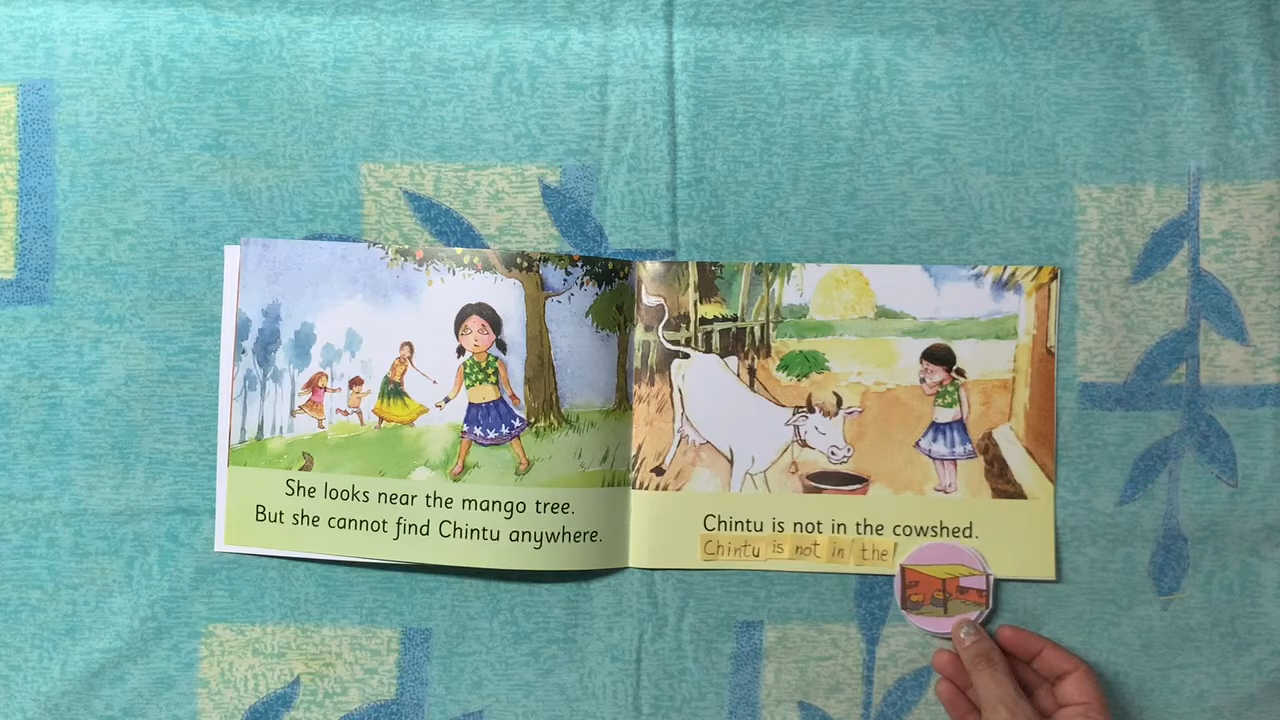 She looks near the mango tree.
But she cannot find Chintu anywhere.
Chintu is not in the cowshed.
Chintu is not in the